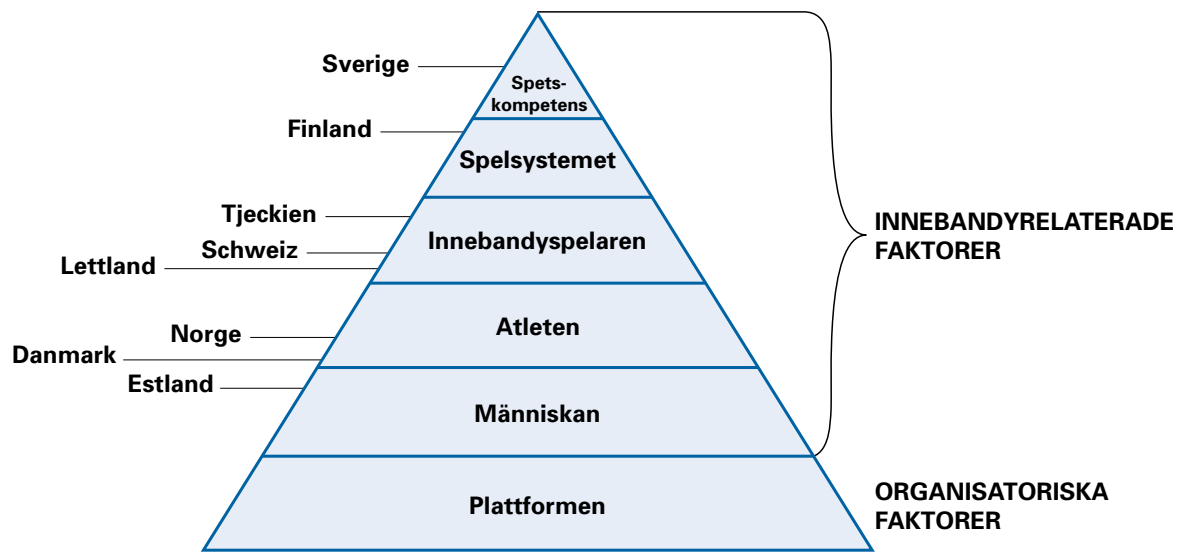 Sverige
Spets-
kompetens
Finland
Spelsystemet
Tjeckien
Schweiz
Lettland
Innebandyspelaren
INNEBANDYRELATERADE
FAKTORER
Norge
Danmark
Atleten
Estland
Människan
Plattformen
ORGANISATORISKA
FAKTORER